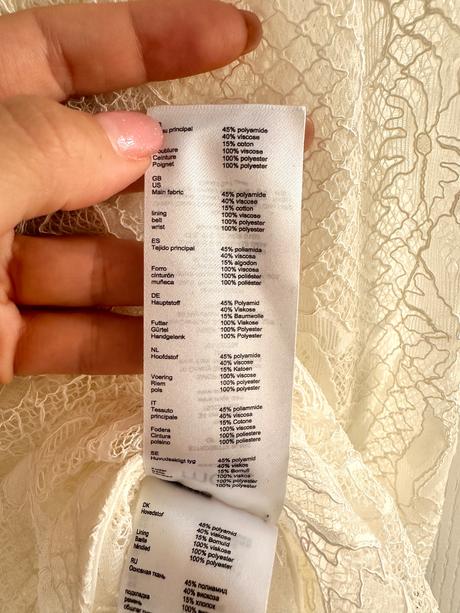 principal 45% polyamide
40% viscose
15% coton
100% viscose
Ceinture 100% polyester
Poignet 100% polyester
GB
US
Main fabric 45% polyamide
40% viscose
15% cotton
lining 100% viscose
belt 100% polyester
wrist 100% polyester
ES
Tejido principal 45% poliamida
40% viscosa
15% algodon
Forro 100% viscosa
cinturón 100% poliéster
muñeca 100% poliéster
DE
Hauptstoff 45% Polyamid
40% Viskose
15% Baumwolle
Futter 100% Viskose
Gürtel 100% Polyester
Handgelenk 100% Polyester
NL
Hoofdstof 45% polyamide
40% viscose
15% Katoen
Voering 100% viscose
Riem 100% polyester
pols 100% polyester
IT
Tessuto 45% poliammide
principale 40% viscosa
15% Cotone
Fodera 100% viscosa
Cintura 100% poliestere
polsino 100% poliestere
SE
Huvudsakligt tyg 45% polyamid
40% viskos
15% Bomull
100% viskos
100% polyester
100% polyester
DK
Hovedstof 45% polyamid
40% viskose
15% Bomuld
Lining 100% viskose
Bælte 100% polyester
håndled 100% polyester
RU
Основная ткань 45% полиамид
40% вискоза
15% хлопок
подкладка 100%
100%